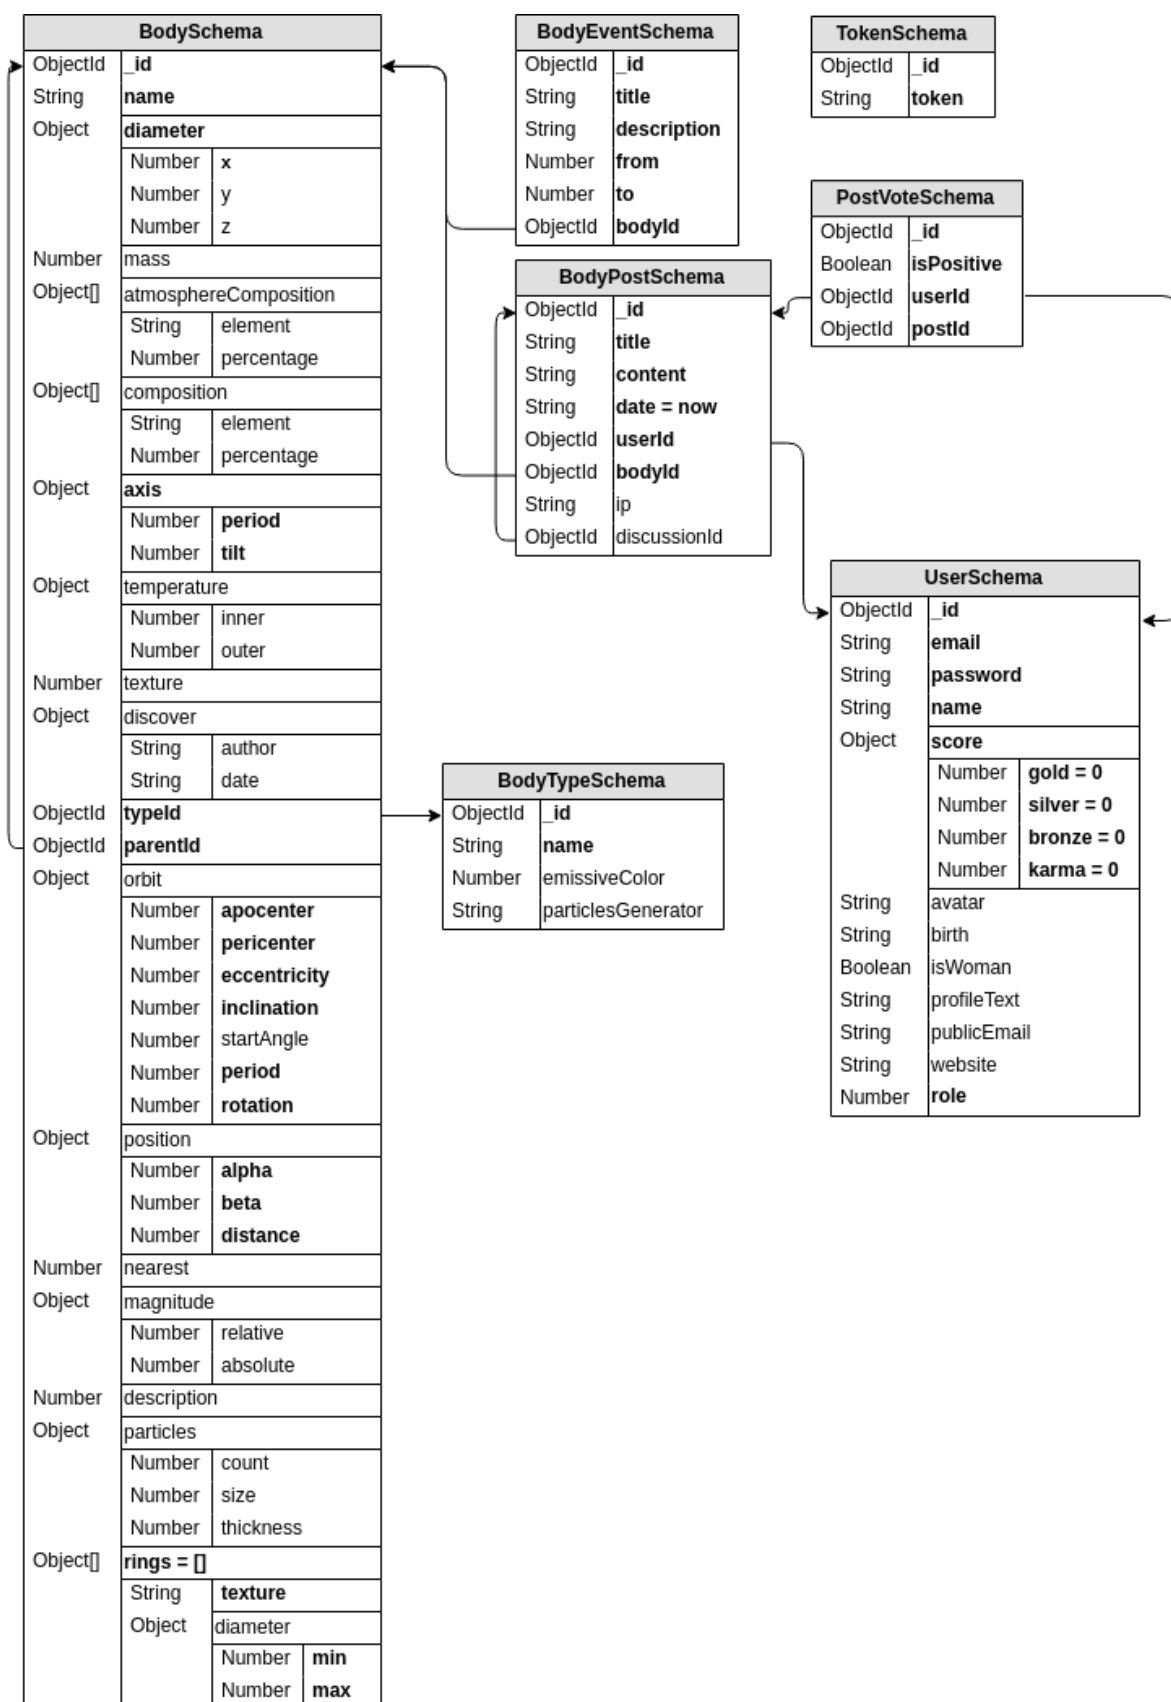 BodySchema
ObjectId _id
String name
Object diameter
Number x
Number y
Number z
Number mass
Object[] atmosphereComposition
String element
Number percentage
Object[] composition
String element
Number percentage
Object axis
Number period
Number tilt
Object temperature
Number inner
Number outer
Number texture
Object discover
String author
String date
ObjectId typeId
ObjectId parentId
Object orbit
Number apocenter
Number pericenter
Number eccentricity
Number inclination
Number startAngle
Number period
Number rotation
Object position
Number alpha
Number beta
Number distance
Number nearest
Object magnitude
Number relative
Number absolute
Number description
Object particles
Number count
Number size
Number thickness
Object[] rings = []
String texture
Object diameter
Number min
Number max
BodyEventSchema
ObjectId _id
String title
String description
Number from
Number to
ObjectId bodyId
BodyPostSchema
ObjectId _id
String title
String content
String date = now
ObjectId userId
ObjectId bodyId
String ip
ObjectId discussionId
BodyTypeSchema
ObjectId _id
String name
Number emissiveColor
String particlesGenerator
TokenSchema
ObjectId _id
String token
PostVoteSchema
ObjectId _id
Boolean isPositive
ObjectId userId
ObjectId postId
UserSchema
ObjectId _id
String email
String password
String name
Object score
Number gold = 0
Number silver = 0
Number bronze = 0
Number karma = 0
String avatar
String birth
Boolean isWoman
String profileText
String publicEmail
String website
Number role